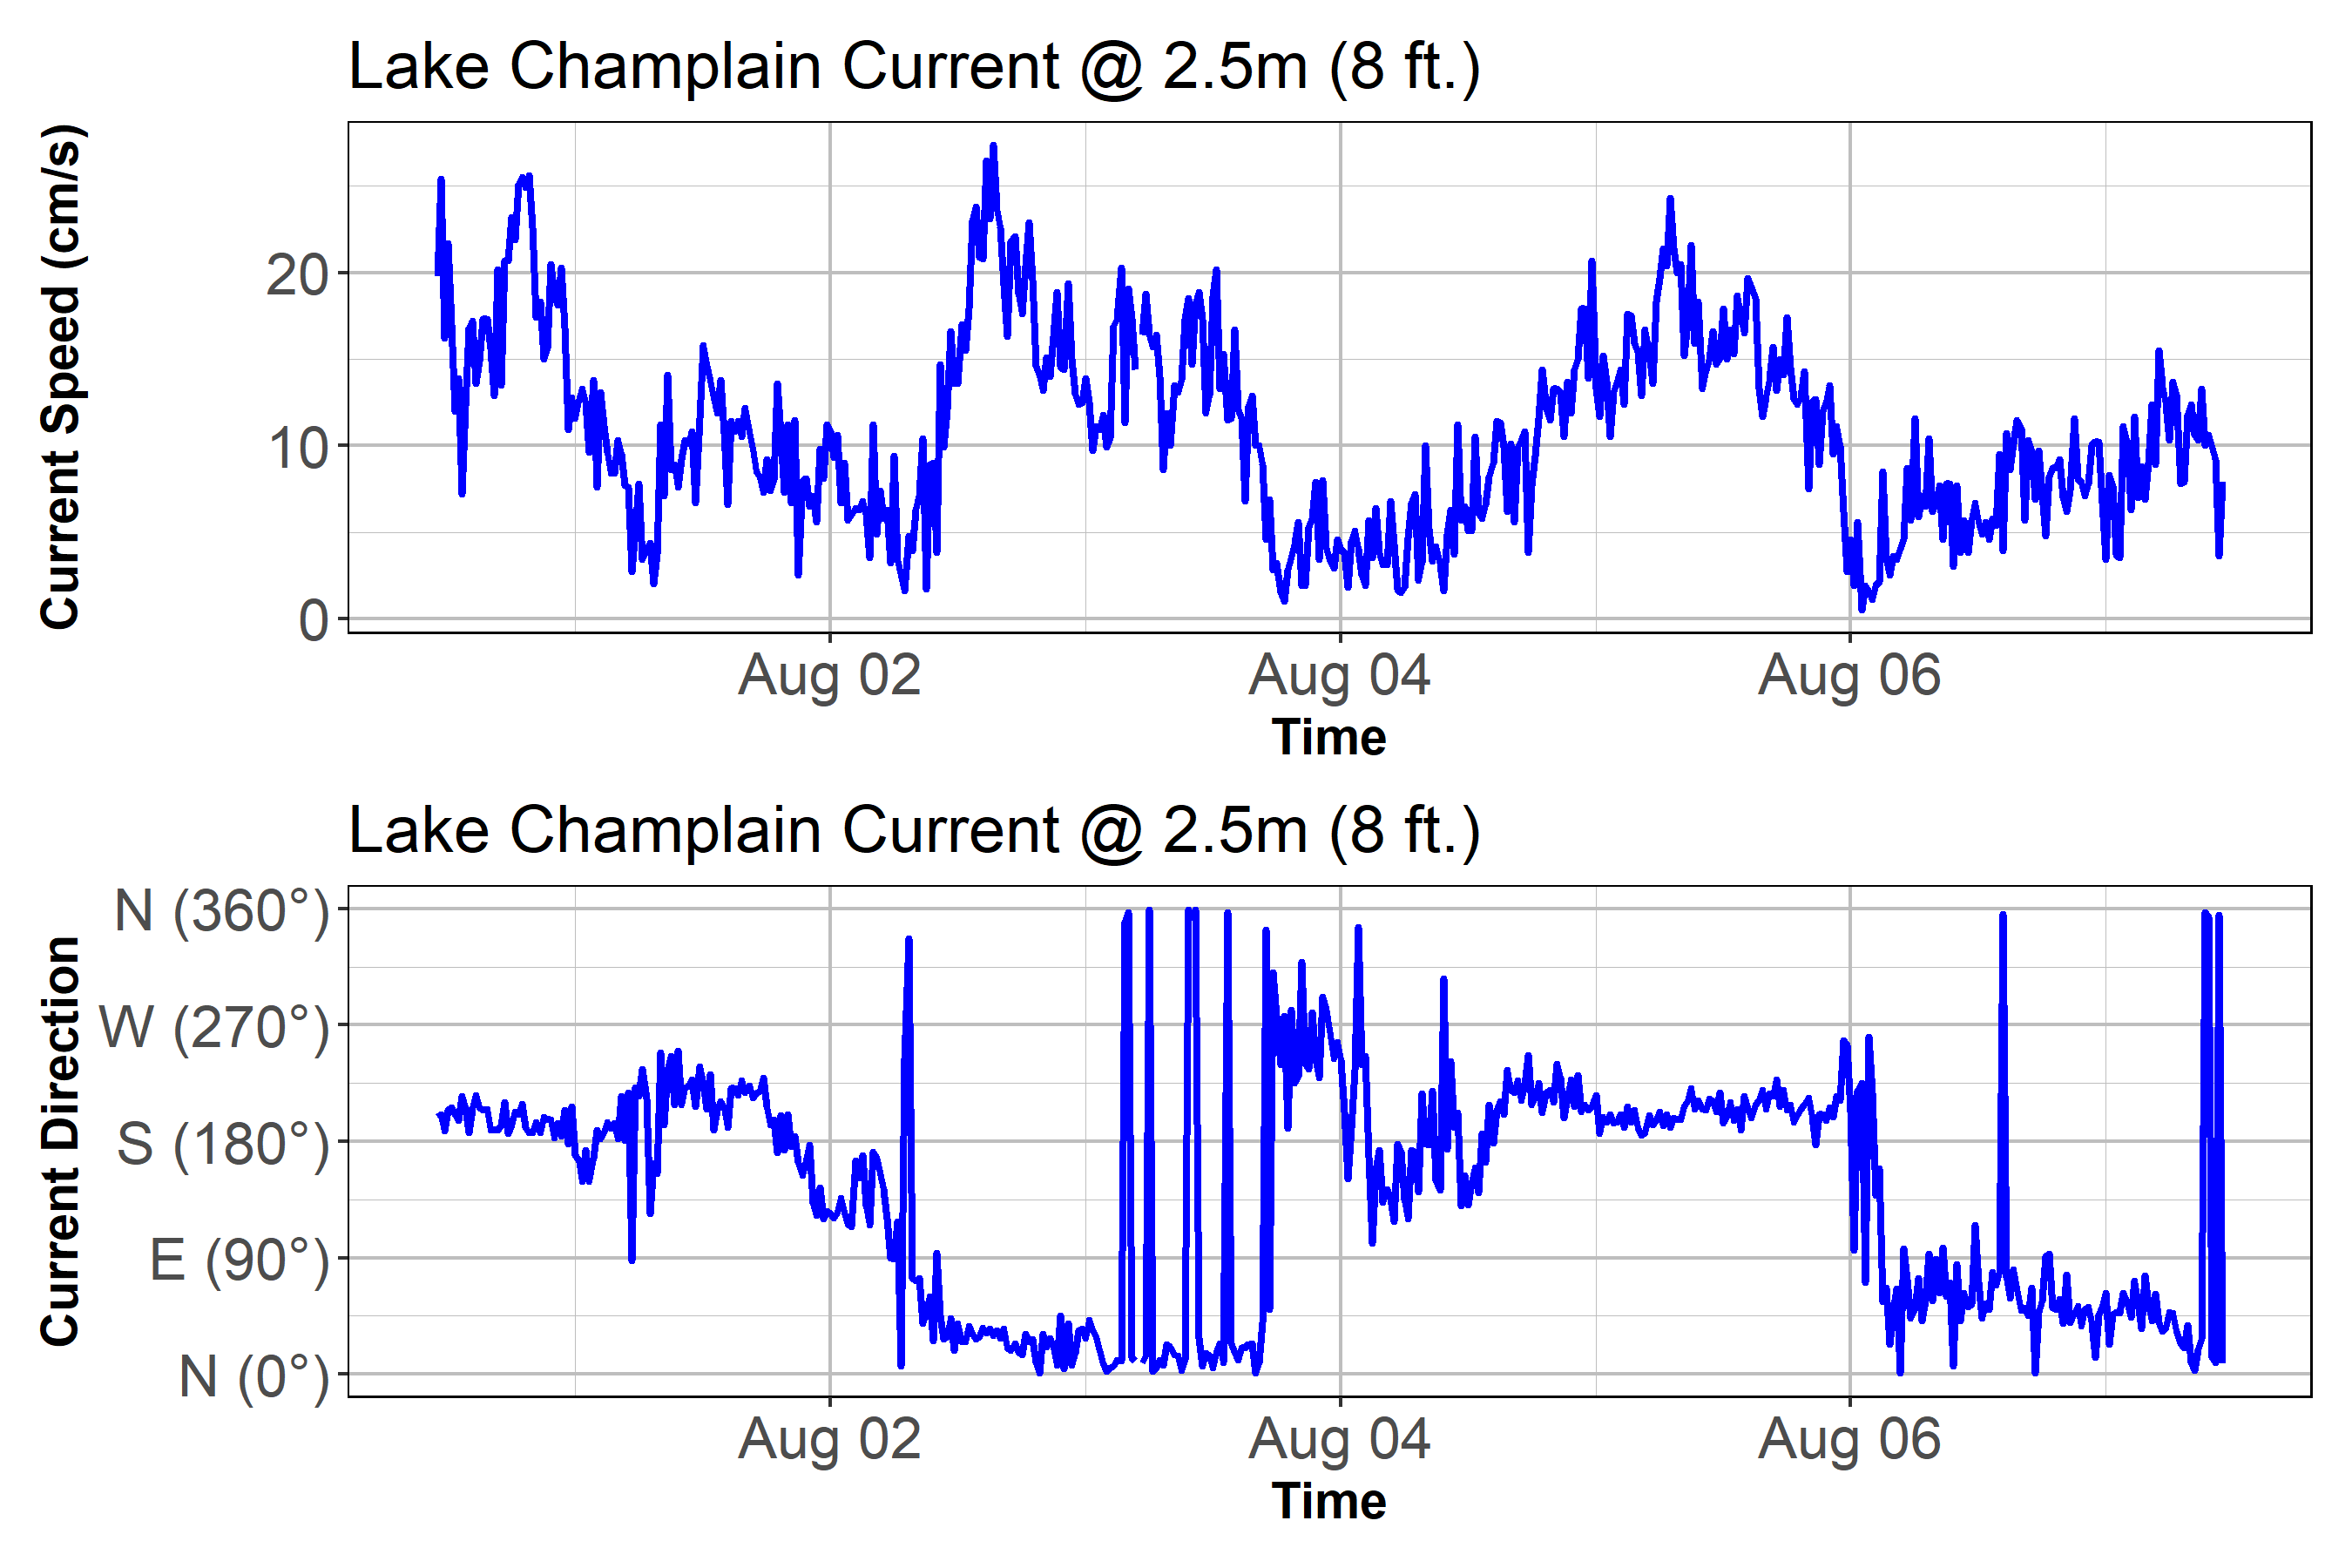 Lake Champlain Current @ 2.5m (8 ft.)
Current Speed (cm/s)
20
10
0
Aug 02 Aug 04 Aug 06
Time
Lake Champlain Current @ 2.5m (8 ft.)
Current Direction
N (360°)
W (270°)
S (180°)
E (90°)
N (0°)
Aug 02 Aug 04 Aug 06
Time